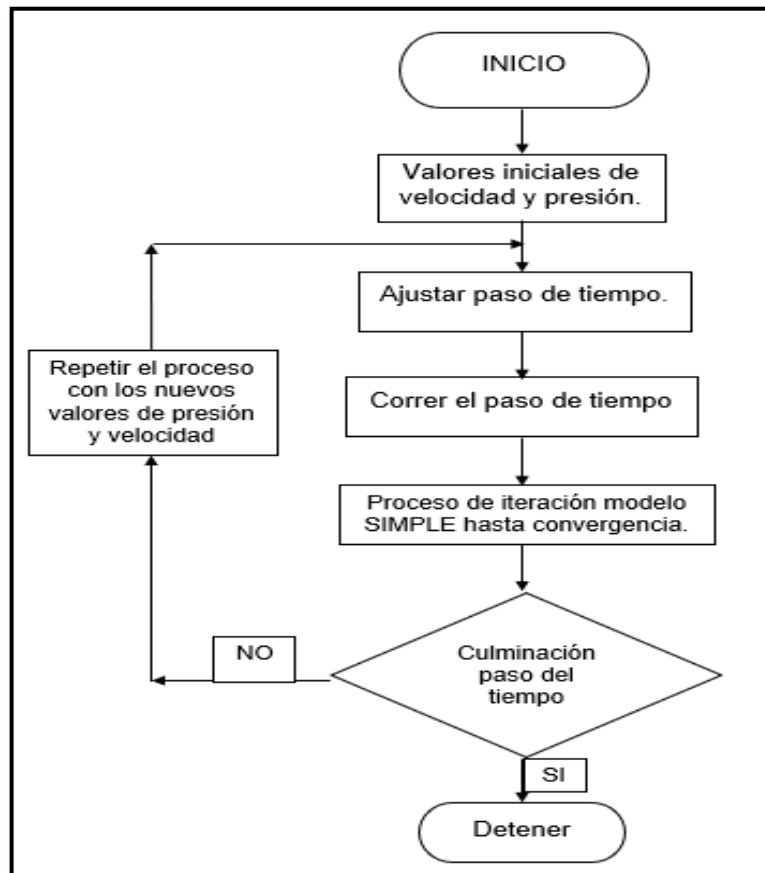 INICIO
Valores iniciales de
velocidad y presión.
Ajustar paso de tiempo.
Repetir el proceso
con los nuevos
valores de presión
y velocidad
Correr el paso de tiempo
Proceso de iteración modelo
SIMPLE hasta convergencia.
NO
Culminación
paso del
tiempo
SI
Detener